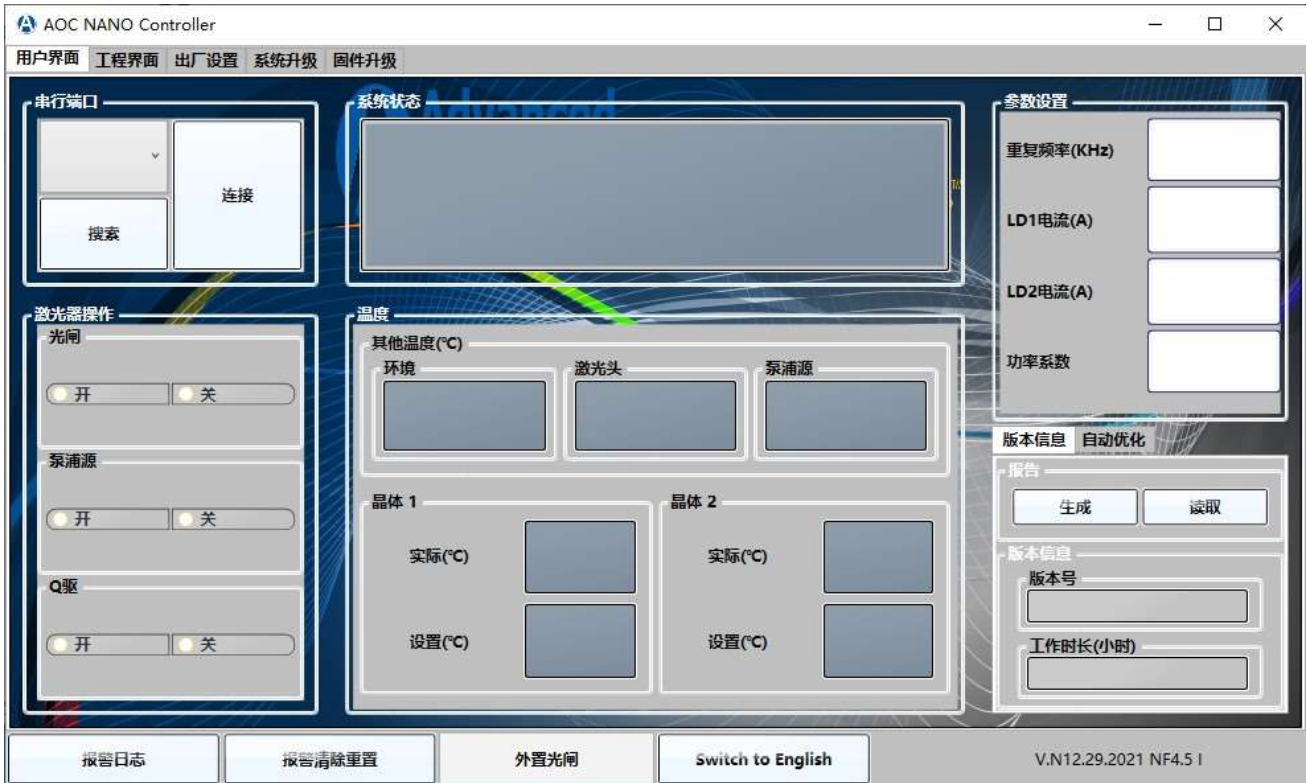 AOC NANO Controller
用户界面 工程界面 出厂设置 系统升级 固件升级
串行端口
连接
搜索
系统状态
Advanced
参数设置
重复频率(KHz)
LD1电流(A)
LD2电流(A)
功率系数
激光器操作
光闸
开 关
泵浦源
开 关
Q驱
开 关
温度
其他温度(℃)
环境 激光头 泵浦源
晶体 1
实际(℃)
设置(℃)
晶体 2
实际(℃)
设置(℃)
版本信息 自动优化
报告
生成 读取
版本信息
版本号
工作时长(小时)
报警日志 报警清除重置 外置光闸 Switch to English V.N12.29.2021 NF4.5 I